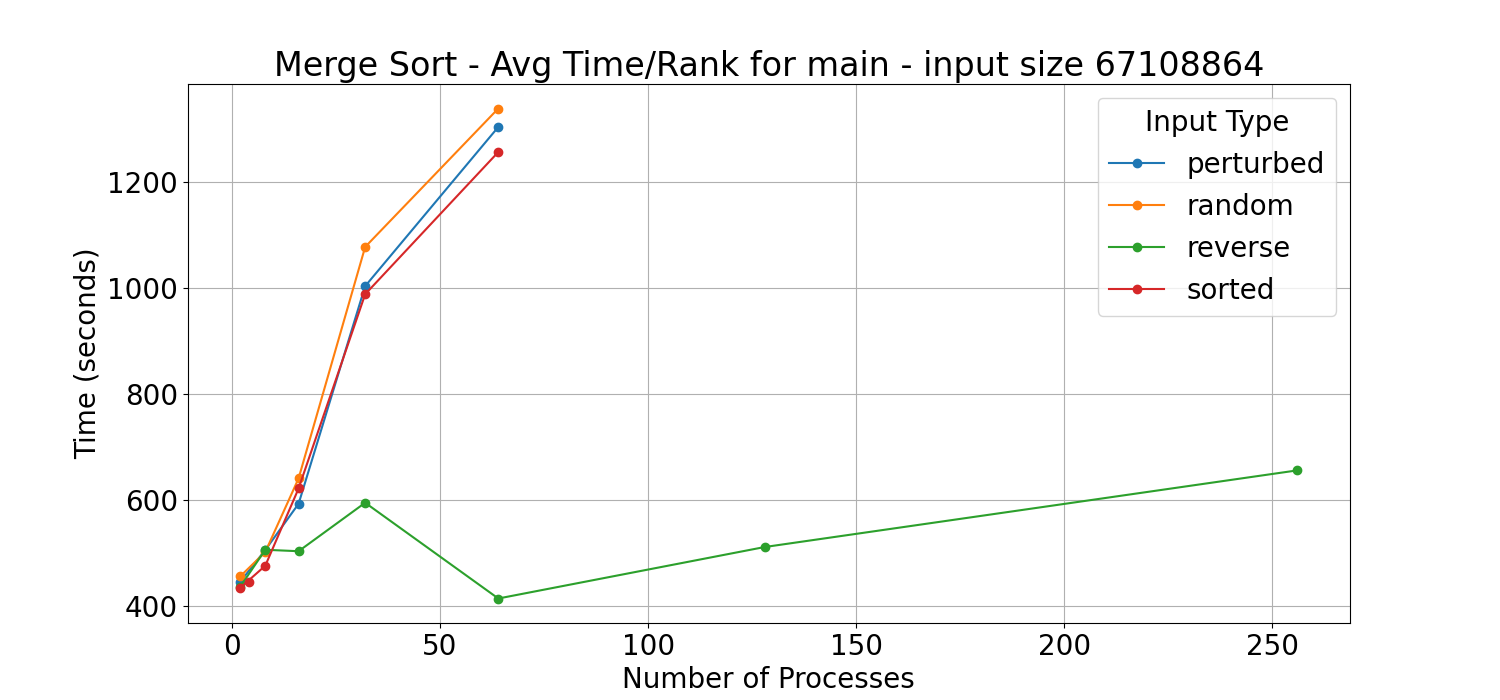 Merge Sort - Avg Time/Rank for main - input size 67108864
Time (seconds)
1200
1000
800
600
400
0
50
100
150
200
250
Number of Processes
Input Type
perturbed
random
reverse
sorted